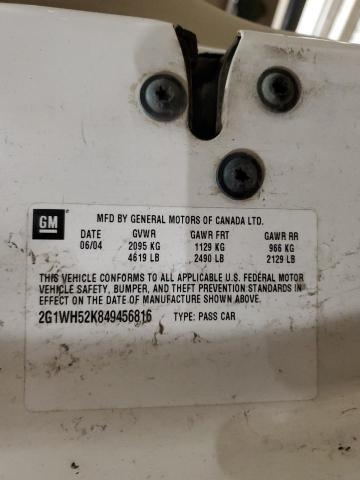 GM
MFD BY GENERAL MOTORS OF CANADA LTD.
DATE GVWR GAWR FRT GAWR RR
06/04 2095 KG 1129 KG 966 KG
4619 LB 2490 LB 2129 LB
THIS VEHICLE CONFORMS TO ALL APPLICABLE U.S. FEDERAL MOTOR
VEHICLE SAFETY, BUMPER, AND THEFT PREVENTION STANDARDS IN
EFFECT ON THE DATE OF MANUFACTURE SHOWN ABOVE.
2G1WH52K849456816 TYPE: PASS CAR